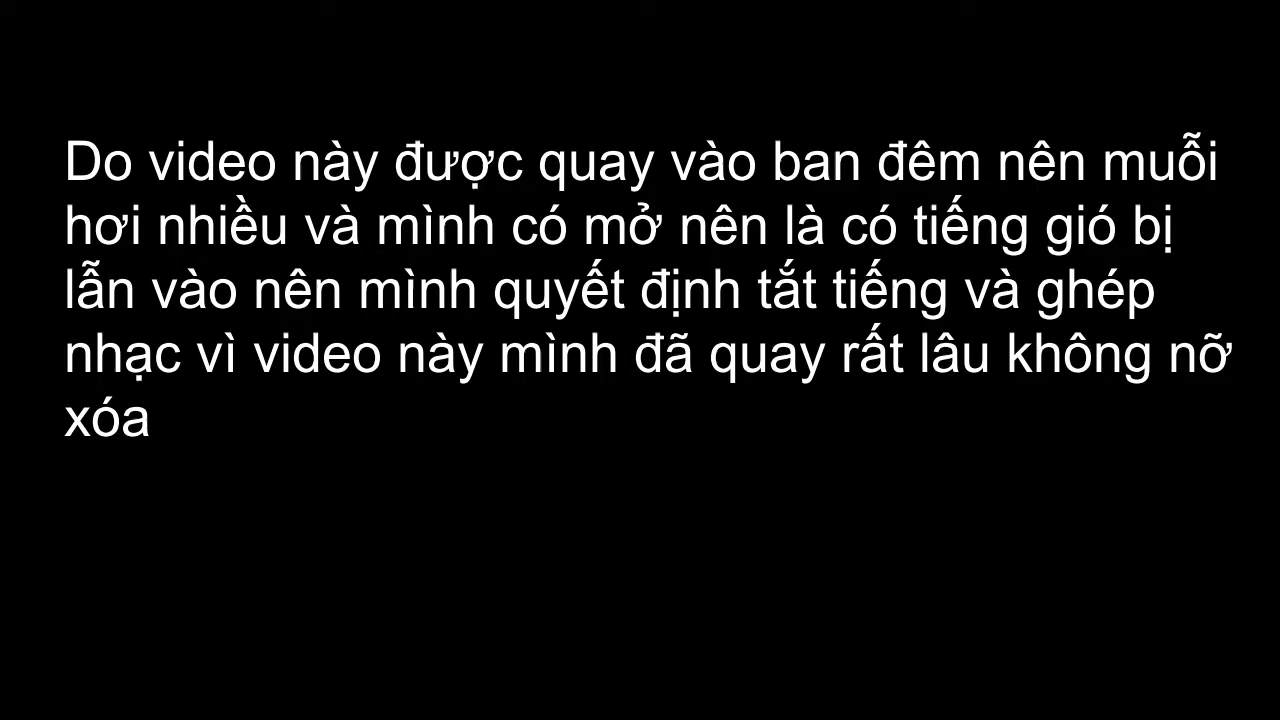 Do video này được quay vào ban đêm nên muỗi
hơi nhiều và mình có mở nên là có tiếng gió bị
lẫn vào nên mình quyết định tắt tiếng và ghép
nhạc vì video này mình đã quay rất lâu không nỡ
xóa